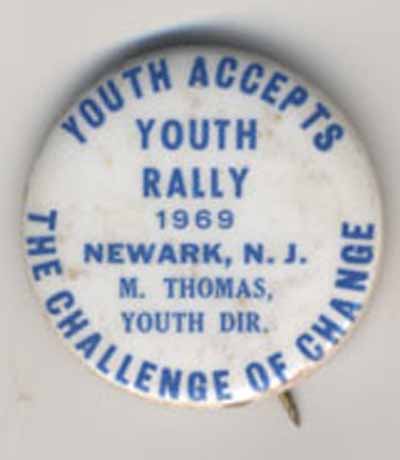 YOUTH ACCEPTS
YOUTH
RALLY
1969
NEWARK, N. J.
M. THOMAS,
YOUTH DIR.
THE CHALLENGE OF CHANGE